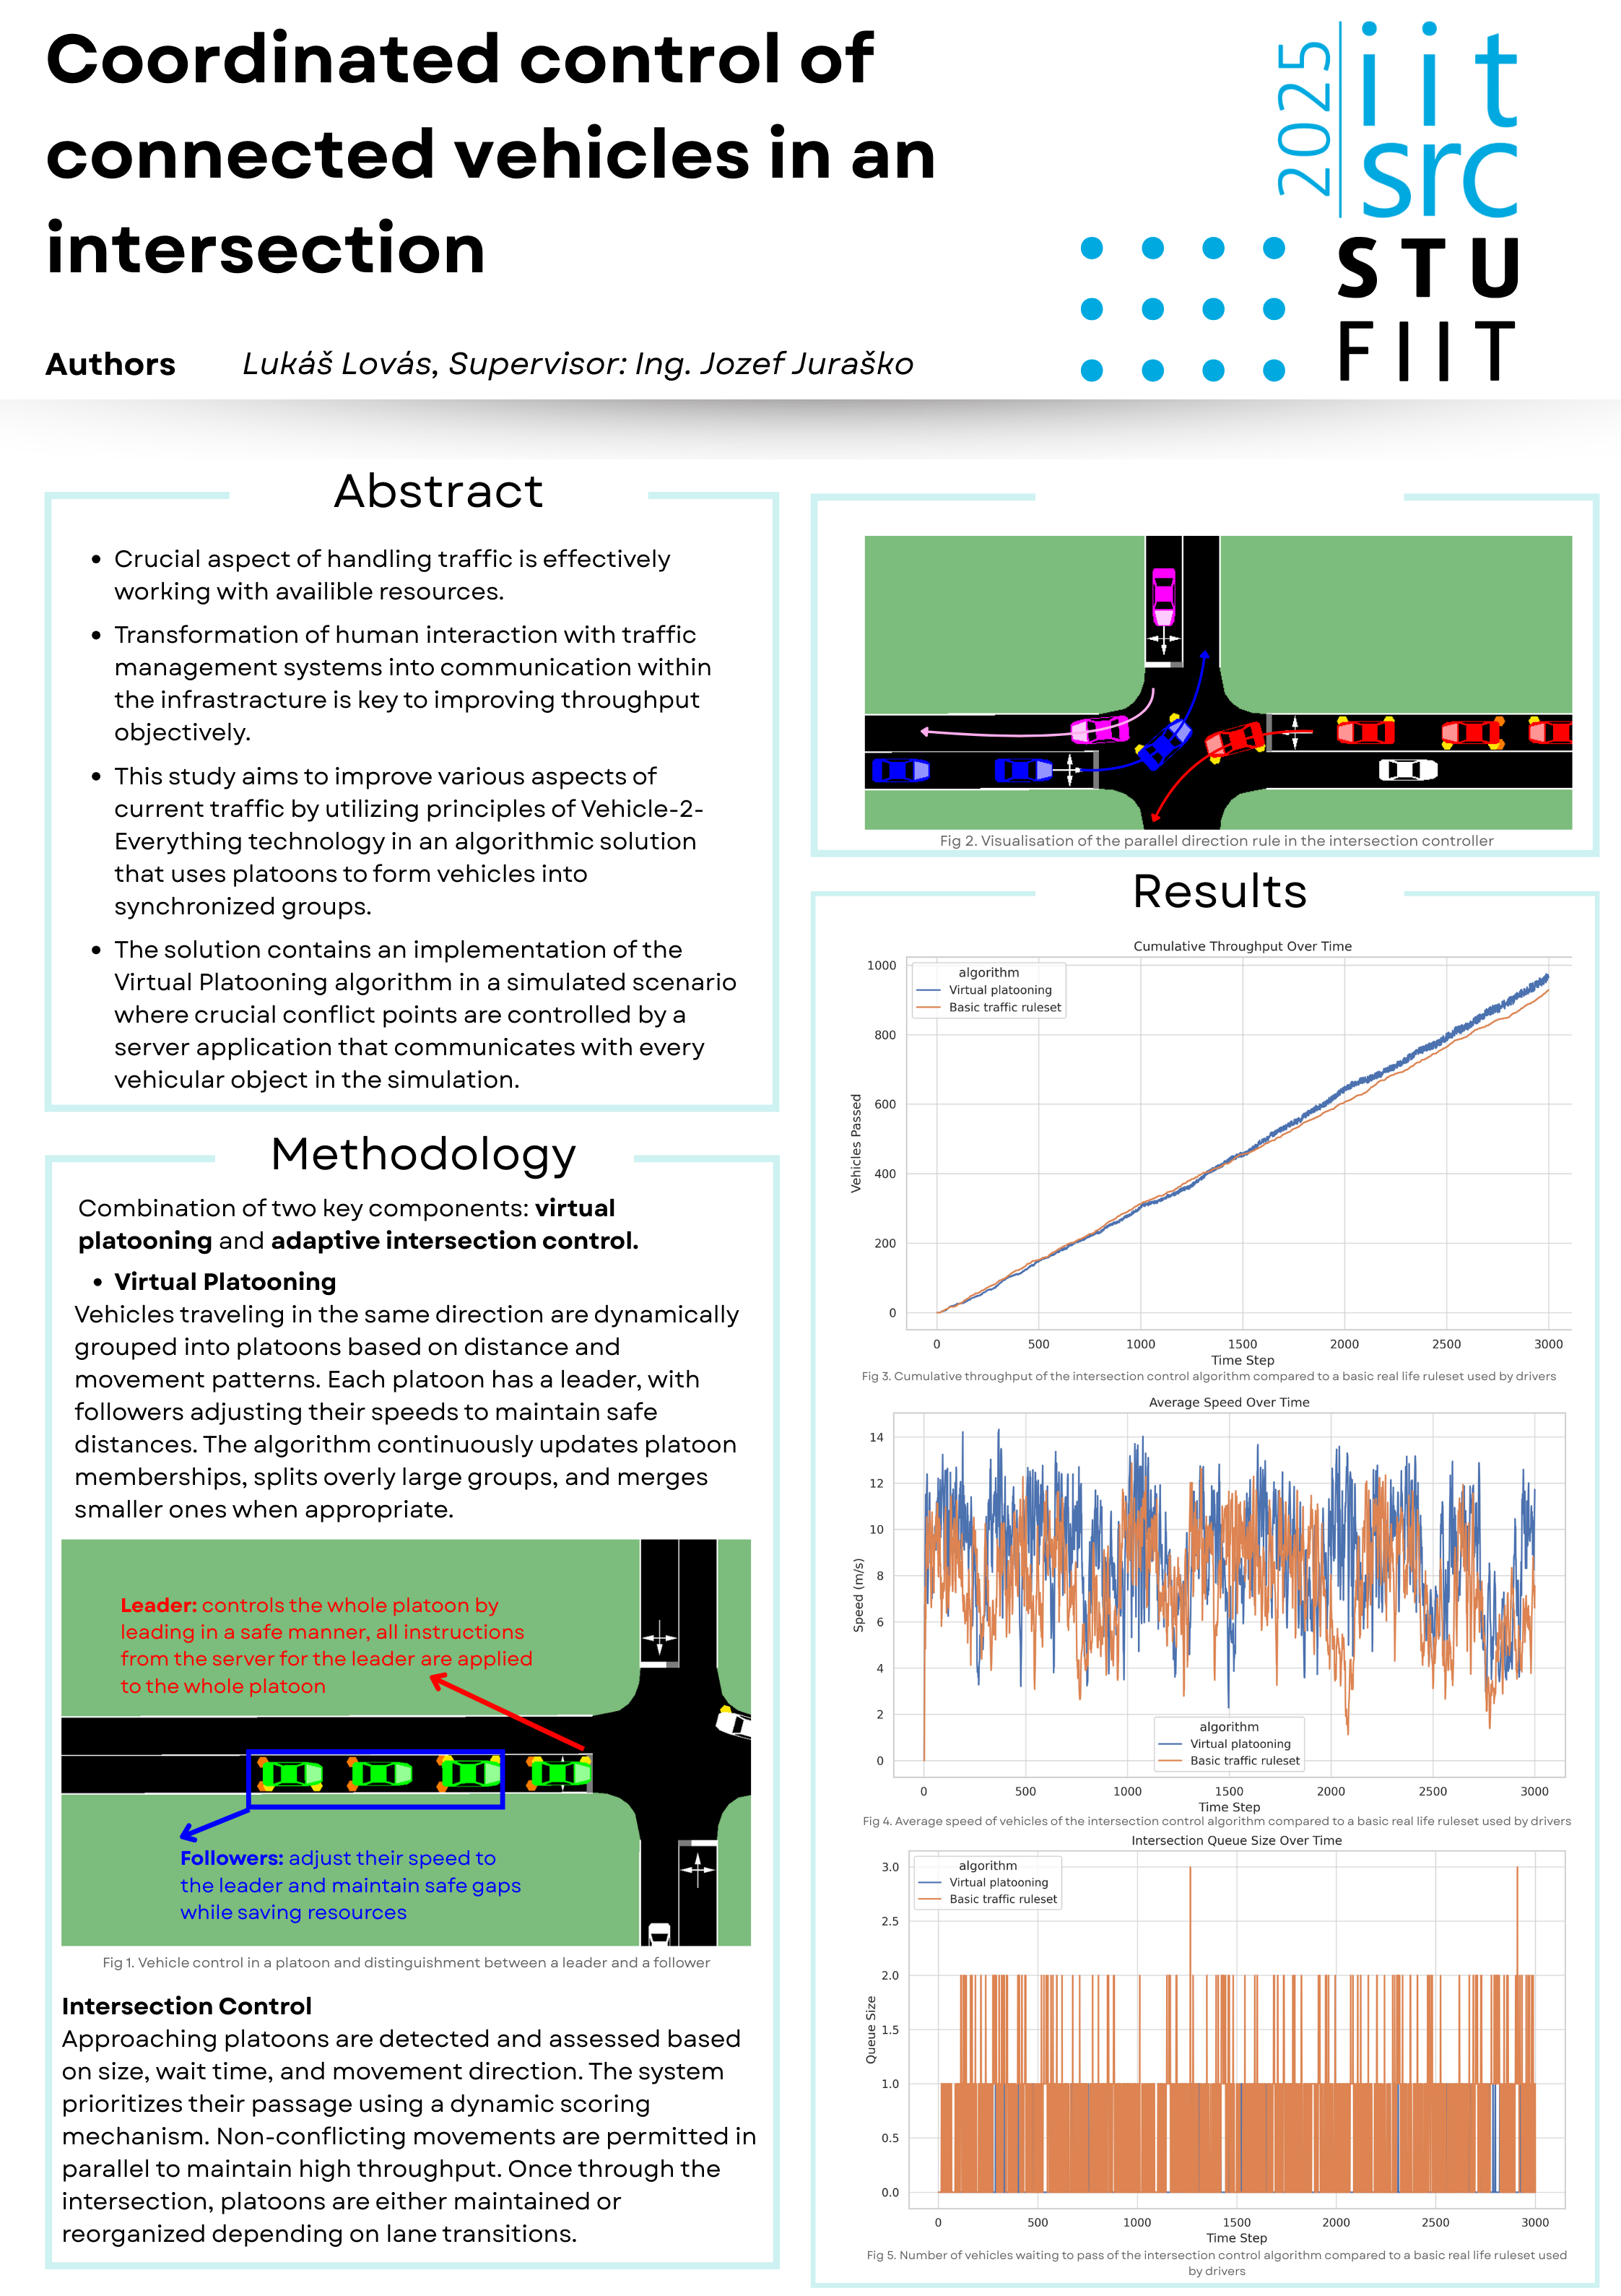 Coordinated control of
connected vehicles in an
intersection
Authors Lukáš Lovás, Supervisor: Ing. Jozef Juraško
2025
iit
src
STU
FIIT
Abstract
• Crucial aspect of handling traffic is effectively
working with availible resources.
• Transformation of human interaction with traffic
management systems into communication within
the infrastracture is key to improving throughput
objectively.
• This study aims to improve various aspects of
current traffic by utilizing principles of Vehicle-2-
Everything technology in an algorithmic solution
that uses platoons to form vehicles into
synchronized groups.
• The solution contains an implementation of the
Virtual Platooning algorithm in a simulated scenario
where crucial conflict points are controlled by a
server application that communicates with every
vehicular object in the simulation.
Methodology
Combination of two key components: virtual
platooning and adaptive intersection control.
• Virtual Platooning
Vehicles traveling in the same direction are dynamically
grouped into platoons based on distance and
movement patterns. Each platoon has a leader, with
followers adjusting their speeds to maintain safe
distances. The algorithm continuously updates platoon
memberships, splits overly large groups, and merges
smaller ones when appropriate.
Leader: controls the whole platoon by
leading in a safe manner, all instructions
from the server for the leader are applied
to the whole platoon
Followers: adjust their speed to
the leader and maintain safe gaps
while saving resources
Fig 1. Vehicle control in a platoon and distinguishment between a leader and a follower
Intersection Control
Approaching platoons are detected and assessed based
on size, wait time, and movement direction. The system
prioritizes their passage using a dynamic scoring
mechanism. Non-conflicting movements are permitted in
parallel to maintain high throughput. Once through the
intersection, platoons are either maintained or
reorganized depending on lane transitions.
Fig 2. Visualisation of the parallel direction rule in the intersection controller
Results
Cumulative Throughput Over Time
algorithm
Virtual platooning
Basic traffic ruleset
Vehicles Passed
1000
800
600
400
200
0
0 500 1000 1500 2000 2500 3000
Time Step
Fig 3. Cumulative throughput of the intersection control algorithm compared to a basic real life ruleset used by drivers
Average Speed Over Time
Speed (m/s)
14
12
10
8
6
4
2
0
algorithm
Virtual platooning
Basic traffic ruleset
0 500 1000 1500 2000 2500 3000
Time Step
Fig 4. Average speed of vehicles of the intersection control algorithm compared to a basic real life ruleset used by drivers
Intersection Queue Size Over Time
algorithm
Virtual platooning
Basic traffic ruleset
Queue Size
3.0
2.5
2.0
1.5
1.0
0.5
0.0
0 500 1000 1500 2000 2500 3000
Time Step
Fig 5. Number of vehicles waiting to pass of the intersection control algorithm compared to a basic real life ruleset used
by drivers